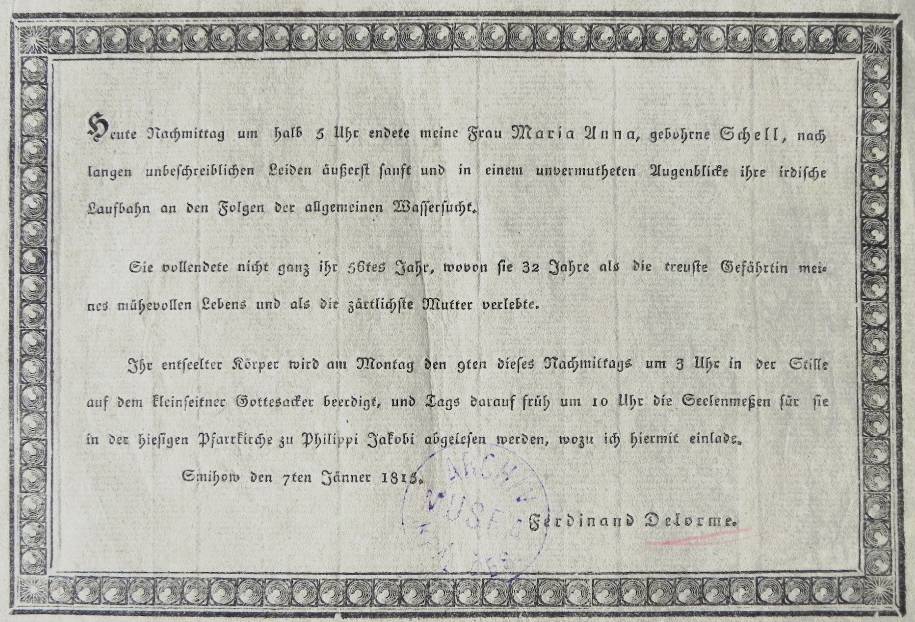 Heute Nachmittag um halb 5 Uhr endete meine Frau Maria Anna, gebohrne Schell, nach
langen unbeschreiblichen Leiden äußerst sanft und in einem unvermutheten Augenblicke ihre irdische
Laufbahn an den Folgen der allgemeinen Wassersucht.
Sie vollendete nicht ganz ihr 56tes Jahr, wovon sie 32 Jahre als die treuste Gefährtin mei-
nes mühevollen Lebens und als die zärtlichste Mutter verlebte.
Ihr entseelter Körper wird am Montag den 9ten dieses Nachmittags um 3 Uhr in der Stille
auf dem kleinseitner Gottesacker beerdigt, und Tags darauf früh um 10 Uhr die Seelenmeßen für sie
in der hiesigen Pfarrkirche zu Philippi Jakobi abgelesen werden, wozu ich hiermit einlade.
Smihow den 7ten Jänner 1815.
Ferdinand Delorme.
ARCHIV
MUSE